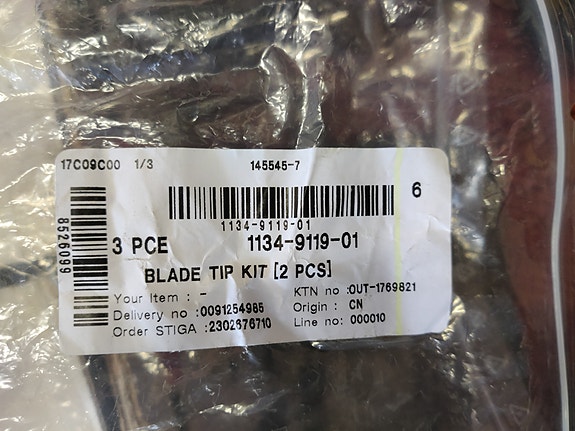 17C09C00 1/3 145545-7
6
1134-9119-01
8526099
3 PCE 1134-9119-01
BLADE TIP KIT [2 PCS]
Your Item : -
KTN no :OUT-1769821
Delivery no :0091254985
Origin : CN
Order STIGA :2302676710
Line no: 000010